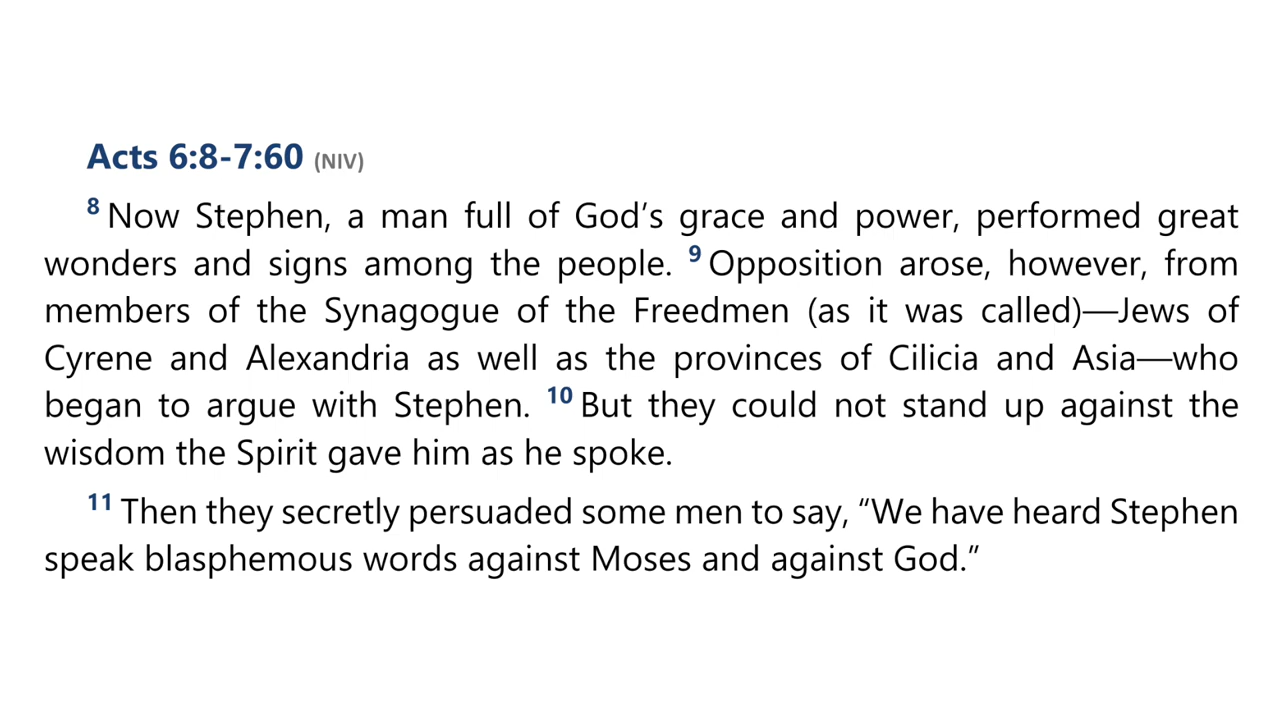 Acts 6:8-7:60 (NIV)
8 Now Stephen, a man full of God’s grace and power, performed great
wonders and signs among the people. 9 Opposition arose, however, from
members of the Synagogue of the Freedmen (as it was called)—Jews of
Cyrene and Alexandria as well as the provinces of Cilicia and Asia—who
began to argue with Stephen. 10 But they could not stand up against the
wisdom the Spirit gave him as he spoke.
11 Then they secretly persuaded some men to say, “We have heard Stephen
speak blasphemous words against Moses and against God.”